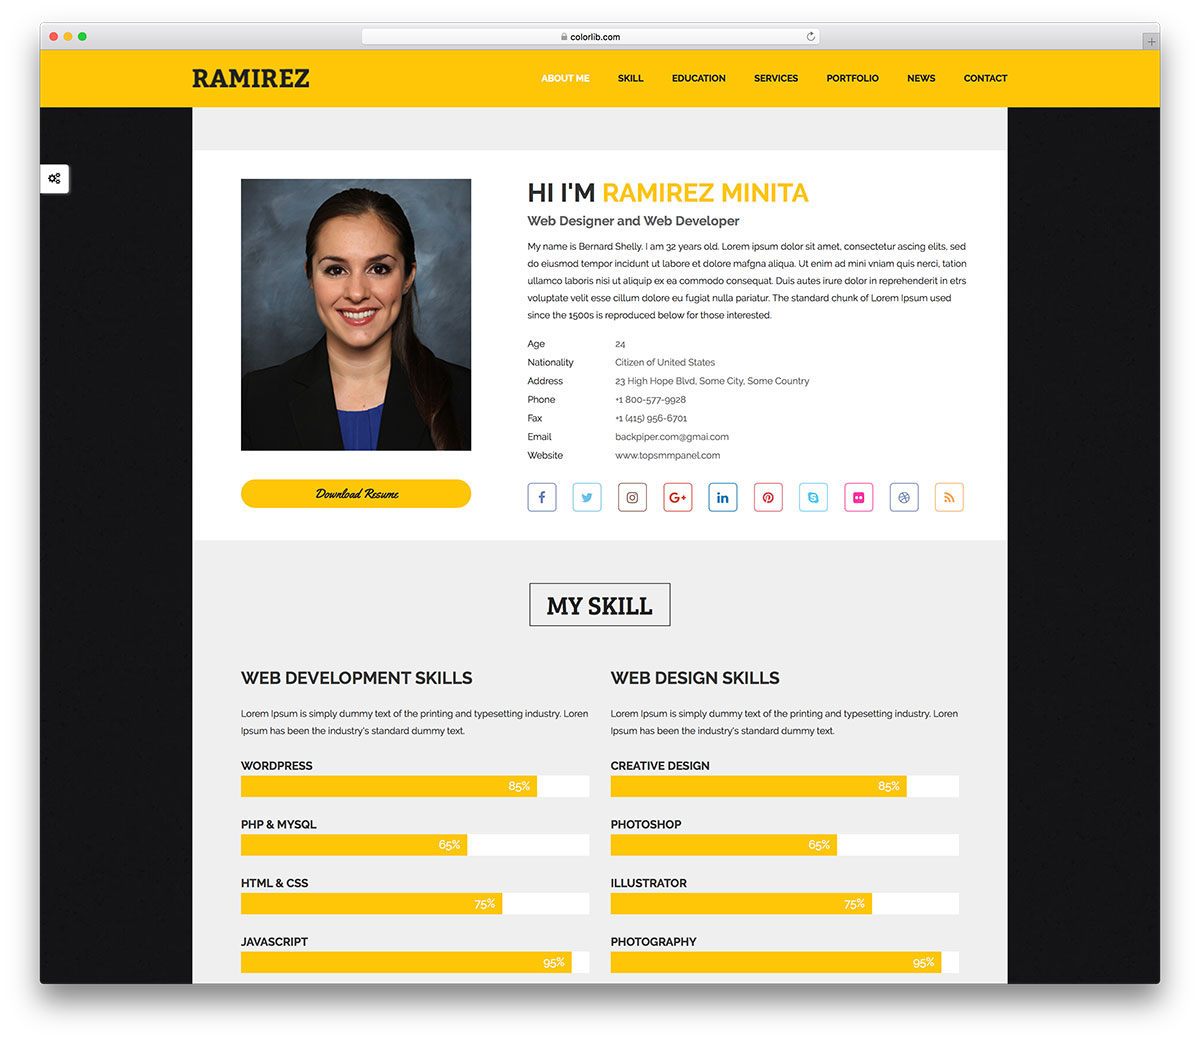 colorlib.com
RAMIREZ
ABOUT ME SKILL EDUCATION SERVICES PORTFOLIO NEWS CONTACT
HI I'M RAMIREZ MINITA
Web Designer and Web Developer
My name is Bernard Shelly. I am 32 years old. Lorem ipsum dolor sit amet, consectetur ascing elits, sed
do eiusmod tempor incidunt ut labore et dolore mafgna aliqua. Ut enim ad mini vniam quis nerci, tation
ullamco laboris nisi ut aliquip ex ea commodo consequat. Duis autes irure dolor in reprehenderit in etrs
voluptate velit esse cillum dolore eu fugiat nulla pariatur. The standard chunk of Lorem Ipsum used
since the 1500s is reproduced below for those interested.
Age 24
Nationality Citizen of United States
Address 23 High Hope Blvd, Some City, Some Country
Phone +1 800-577-9928
Fax +1 (415) 956-6701
Email backpiper.com@gmai.com
Website www.topsmmpanel.com
Download Resume
MY SKILL
WEB DEVELOPMENT SKILLS
Lorem Ipsum is simply dummy text of the printing and typesetting industry. Loren
Ipsum has been the industry's standard dummy text.
WORDPRESS
85%
PHP & MYSQL
65%
HTML & CSS
75%
JAVASCRIPT
95%
WEB DESIGN SKILLS
Lorem Ipsum is simply dummy text of the printing and typesetting industry. Loren
Ipsum has been the industry's standard dummy text.
CREATIVE DESIGN
85%
PHOTOSHOP
65%
ILLUSTRATOR
75%
PHOTOGRAPHY
95%